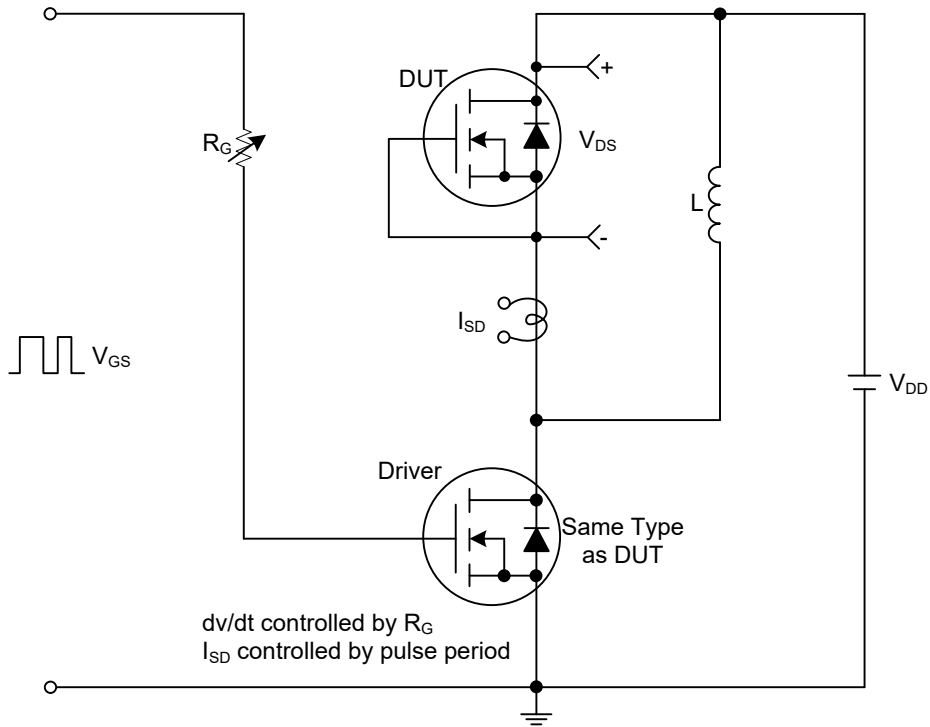 DUT
+
R_G
V_DS
L
-
I_SD
V_GS
V_DD
Driver
Same Type
as DUT
dv/dt controlled by R_G
I_SD controlled by pulse period